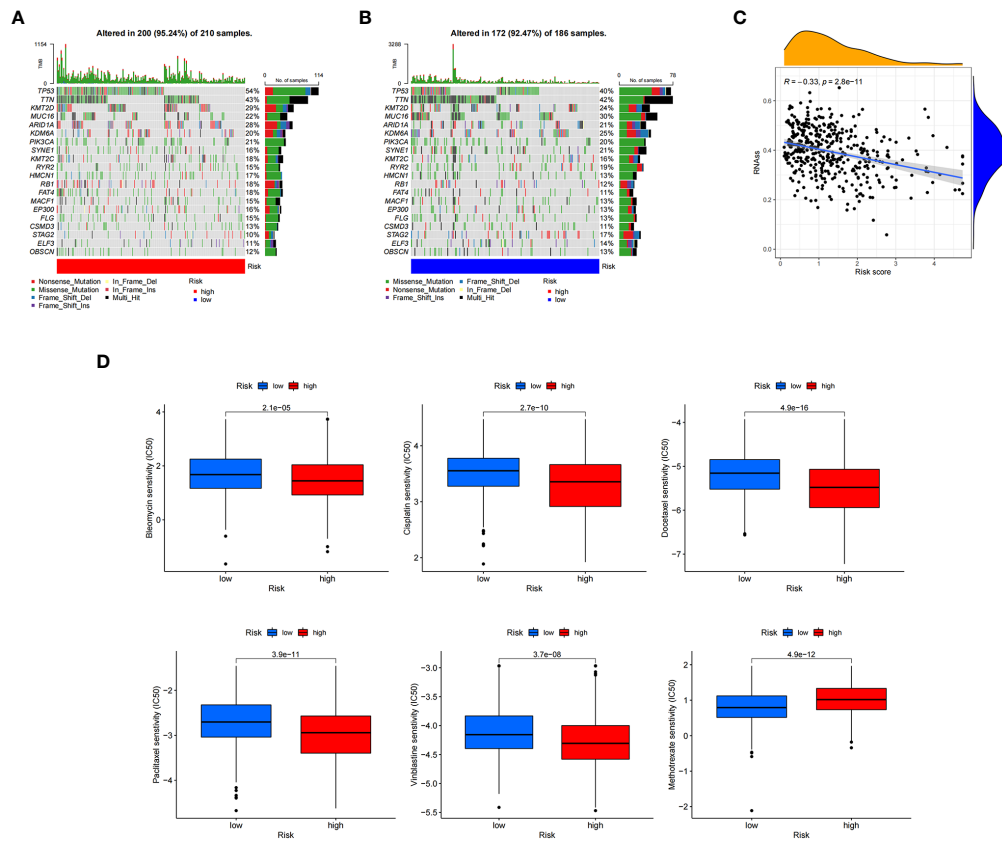 A
Altered in 200 (95.24%) of 210 samples.
1154
0
TMB
0 114
No. of samples
TP53 54%
TTN 43%
KMT2D 29%
MUC16 22%
ARID1A 28%
KDM6A 20%
PIK3CA 21%
SYNE1 16%
KMT2C 18%
RYR2 15%
HMCN1 17%
RB1 18%
FAT4 18%
MACF1 15%
EP300 16%
FLG 15%
CSMD3 13%
STAG2 10%
ELF3 11%
OBSCN 12%
Risk
Nonsense_Mutation In_Frame_Del Risk
Missense_Mutation In_Frame_Ins high
Frame_Shift_Del Multi_Hit low
Frame_Shift_Ins
B
Altered in 172 (92.47%) of 186 samples.
3288
0
TMB
0 78
No. of samples
TP53 40%
TTN 42%
KMT2D 24%
MUC16 30%
ARID1A 21%
KDM6A 25%
PIK3CA 20%
SYNE1 21%
KMT2C 16%
RYR2 19%
HMCN1 13%
RB1 12%
FAT4 11%
MACF1 13%
EP300 13%
FLG 13%
CSMD3 11%
STAG2 17%
ELF3 14%
OBSCN 13%
Risk
Missense_Mutation Frame_Shift_Del Risk
Nonsense_Mutation In_Frame_Del high
Frame_Shift_Ins Multi_Hit low
C
R = −0.33, p = 2.8e−11
RNAss
0.6
0.4
0.2
0.0
0 1 2 3 4
Risk score
D
Risk low high
2.1e−05
Bleomycin senstivity (IC50)
4
2
0
low high
Risk
Risk low high
2.7e−10
Cisplatin senstivity (IC50)
4
3
2
low high
Risk
Risk low high
4.9e−16
Docetaxel senstivity (IC50)
−4
−5
−6
−7
low high
Risk
Risk low high
3.9e−11
Paclitaxel senstivity (IC50)
−2
−3
−4
low high
Risk
Risk low high
3.7e−08
Vinblastine senstivity (IC50)
−3.0
−3.5
−4.0
−4.5
−5.0
−5.5
low high
Risk
Risk low high
4.9e−12
Methotrexate senstivity (IC50)
2
1
0
−1
−2
low high
Risk